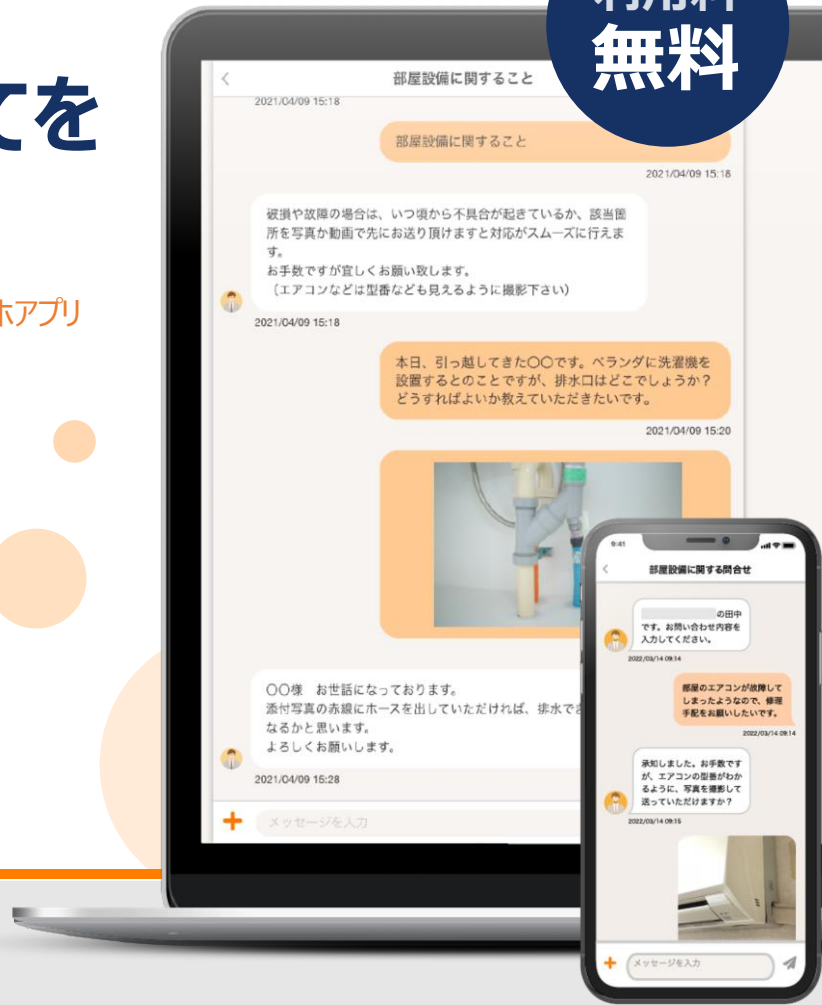 利用料
無料
てを
ホアプリ
部屋設備に関すること
2021/04/09 15:18
部屋設備に関すること
2021/04/09 15:18
破損や故障の場合は、いつ頃から不具合が起きているか、該当箇
所を写真か動画で先にお送り頂けますと対応がスムーズに行えま
す。
お手数ですが宜しくお願い致します。
（エアコンなどは型番なども見えるように撮影下さい）
2021/04/09 15:18
本日、引っ越してきた〇〇です。ベランダに洗濯機を
設置するとのことですが、排水口はどこでしょうか？
どうすればよいか教えていただきたいです。
2021/04/09 15:20
〇〇様　お世話になっております。
添付写真の赤線にホースを出していただければ、排水でき
なるかと思います。
よろしくお願いします。
2021/04/09 15:28
メッセージを入力
9:41
部屋設備に関する問合せ
の田中
です。お問い合わせ内容を
入力してください。
2022/03/14 09:14
部屋のエアコンが故障して
しまったようなので、修理
手配をお願いしたいです。
2022/03/14 09:14
承知しました。お手数です
が、エアコンの型番がわか
るように、写真を撮影して
送っていただけますか？
2022/03/14 09:15
メッセージを入力